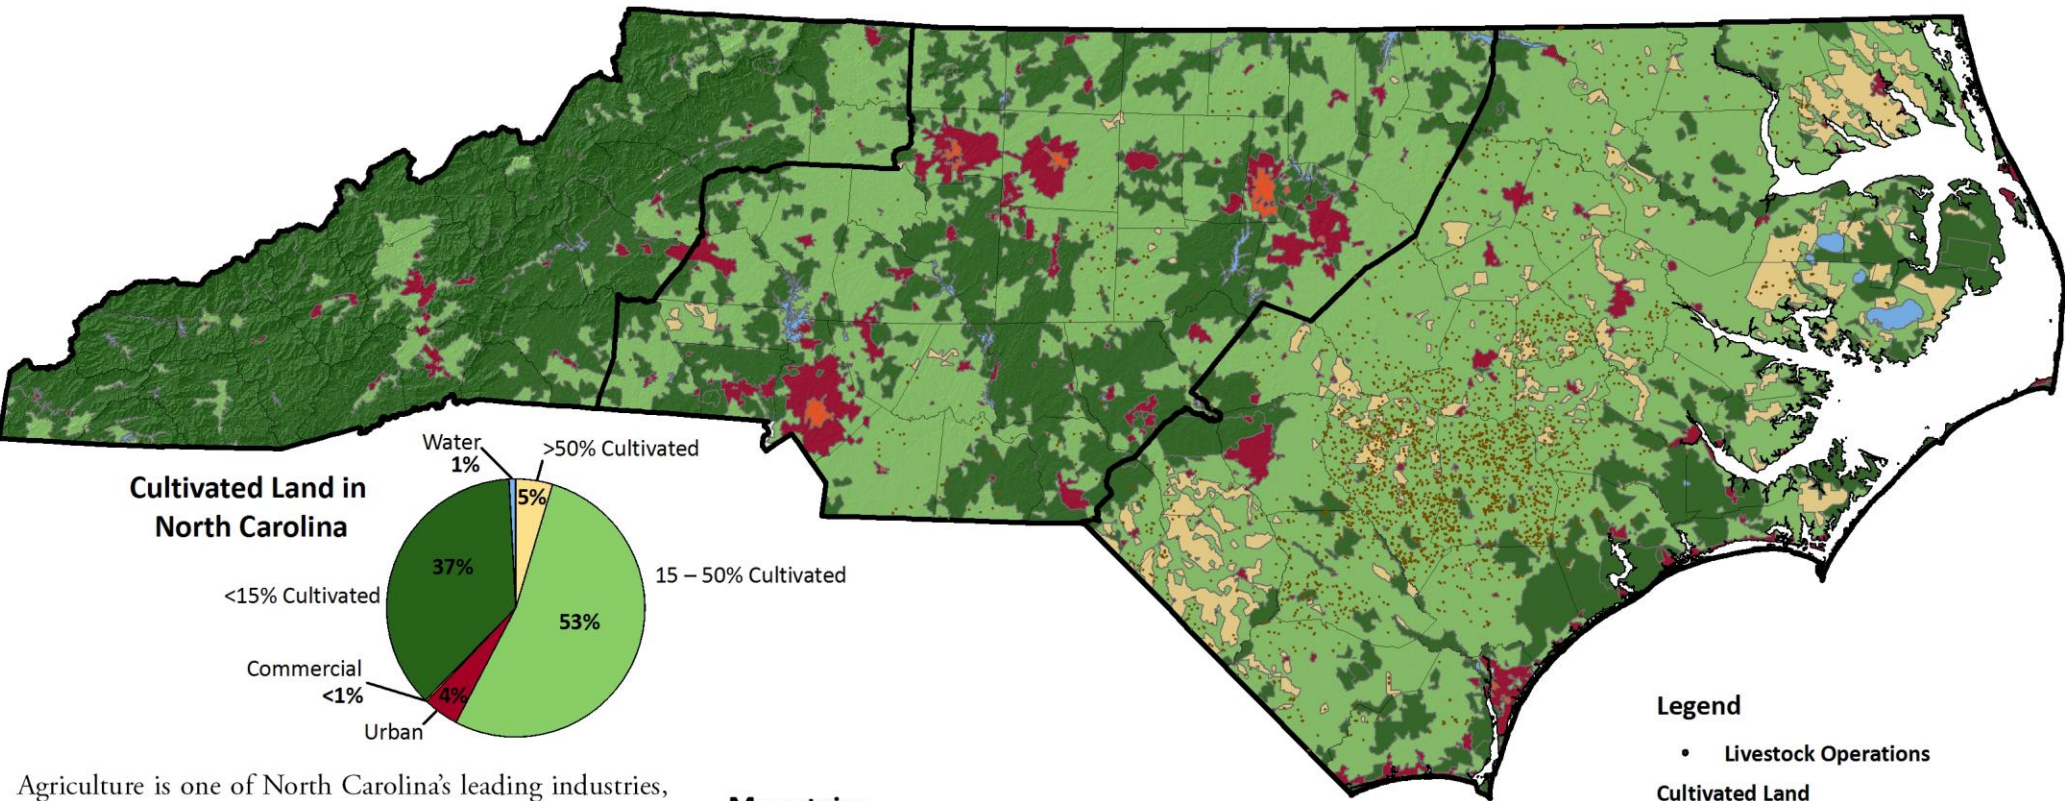 Cultivated Land in
North Carolina
Water
1%
>50% Cultivated
5%
37%
<15% Cultivated
15 – 50% Cultivated
53%
Commercial
<1%
4%
Urban
Legend
Livestock Operations
Cultivated Land
Agriculture is one of North Carolina's leading industries,